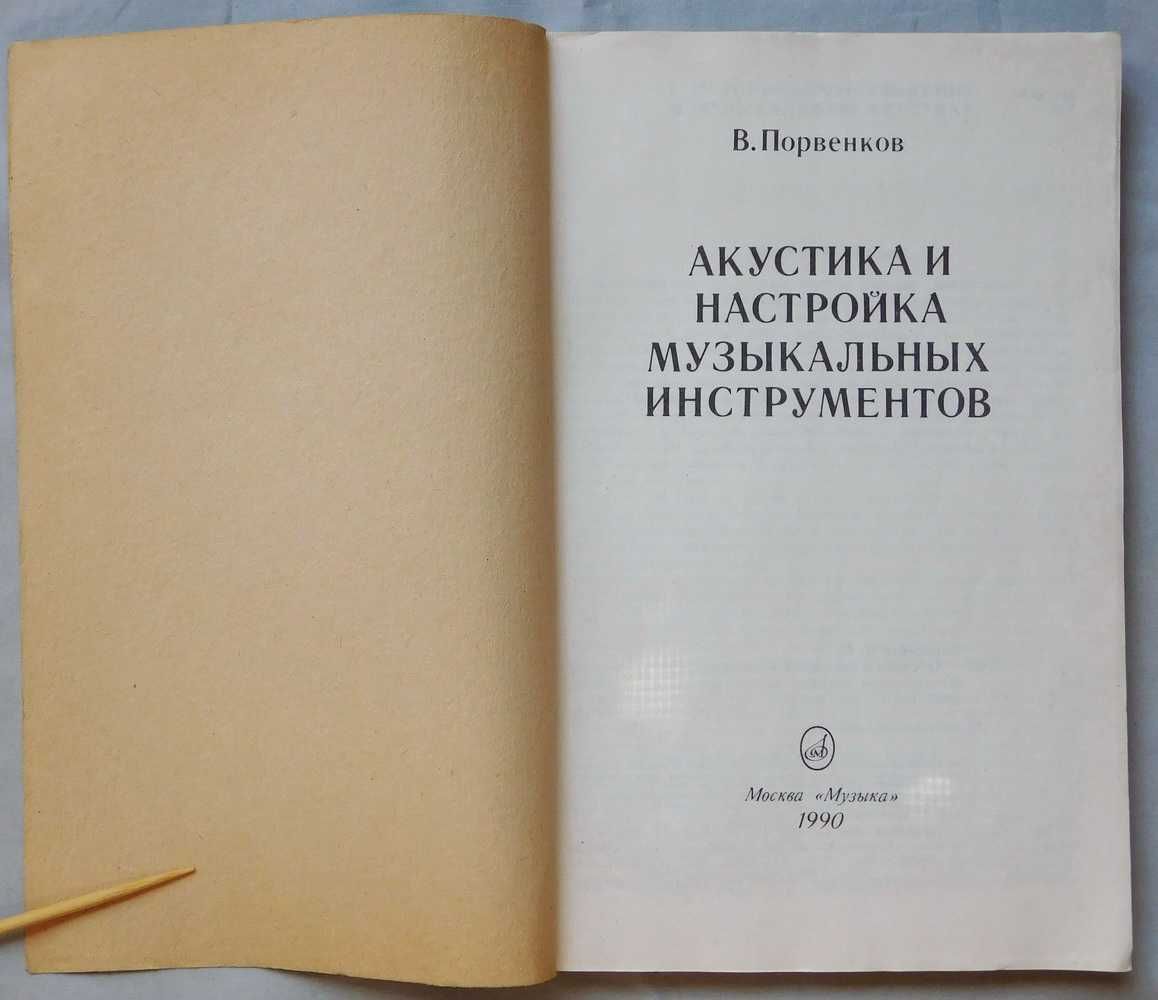 В. Порвенков
АКУСТИКА И
НАСТРОЙКА
МУЗЫКАЛЬНЫХ
ИНСТРУМЕНТОВ
Москва «Музыка»
1990